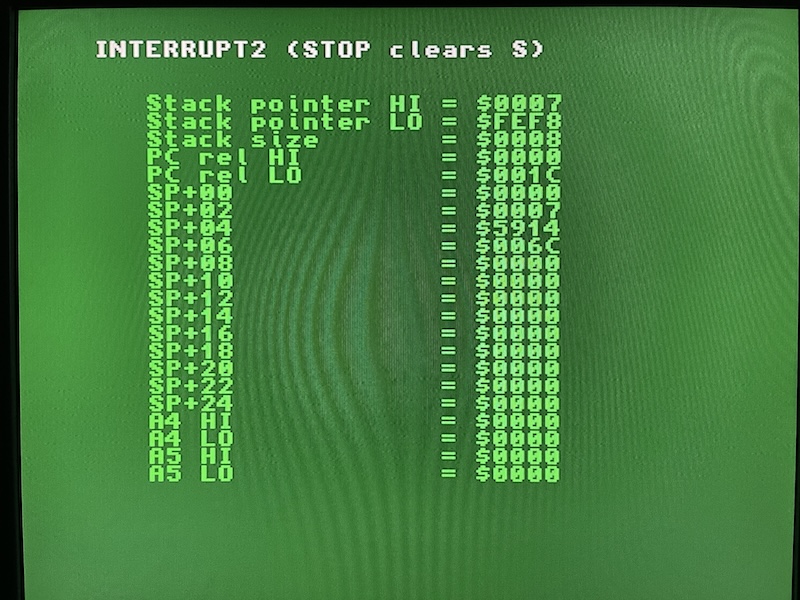 INTERRUPT2 (STOP clears S)
Stack pointer HI = $0007
Stack pointer LO = $FEF8
Stack size = $0008
PC rel HI = $0000
PC rel LO = $001C
SP+00 = $0000
SP+02 = $0007
SP+04 = $5914
SP+06 = $006C
SP+08 = $0000
SP+10 = $0000
SP+12 = $0000
SP+14 = $0000
SP+16 = $0000
SP+18 = $0000
SP+20 = $0000
SP+22 = $0000
SP+24 = $0000
A4 HI = $0000
A4 LO = $0000
A5 HI = $0000
A5 LO = $0000